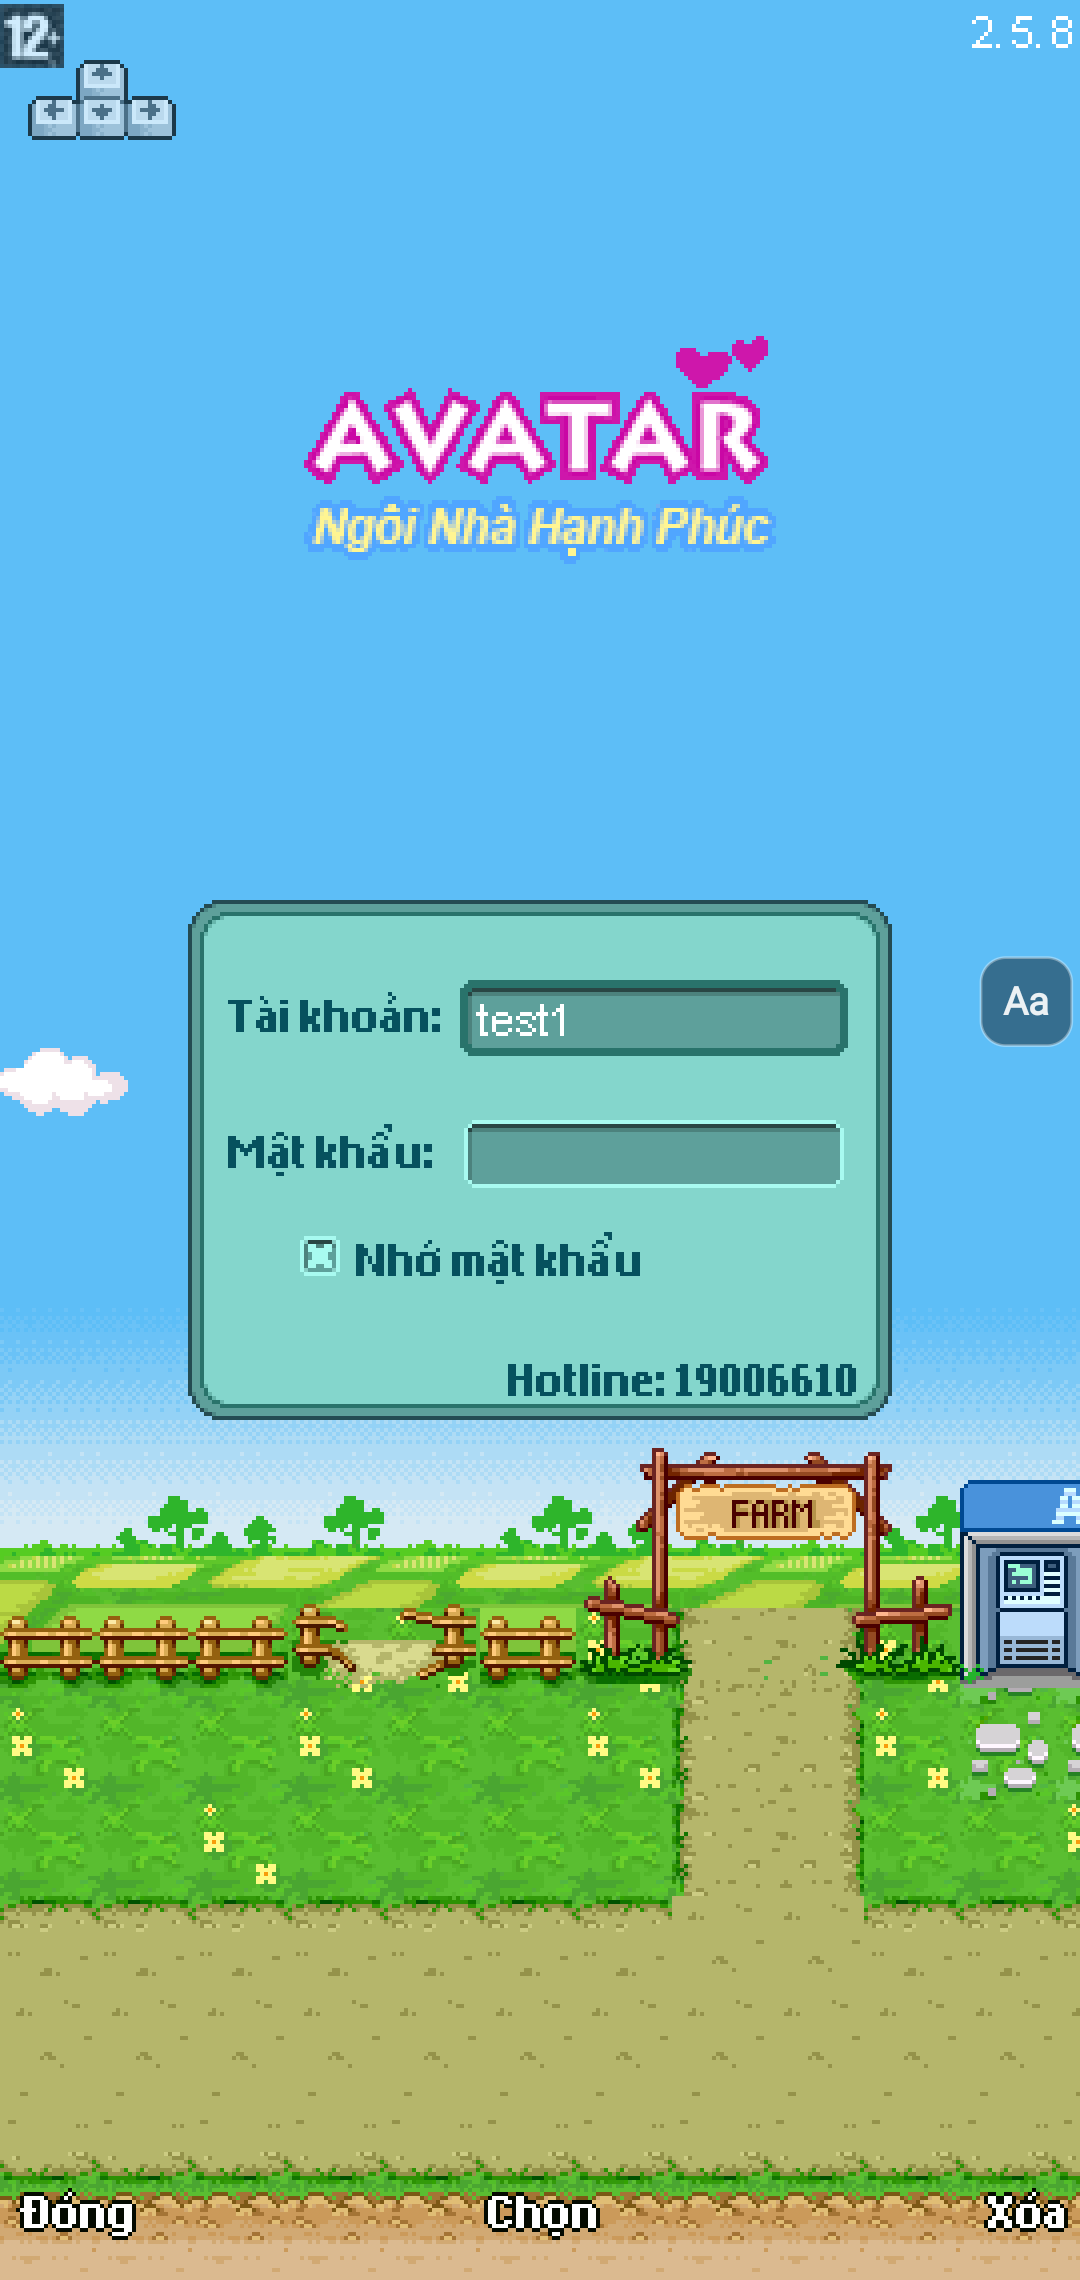 12+
2.5.8
AVATAR
Ngôi Nhà Hạnh Phúc
Tài khoản: test1
Aa
Mật khẩu:
Nhớ mật khẩu
Hotline: 19006610
FARM
A
Đóng Chọn Xóa